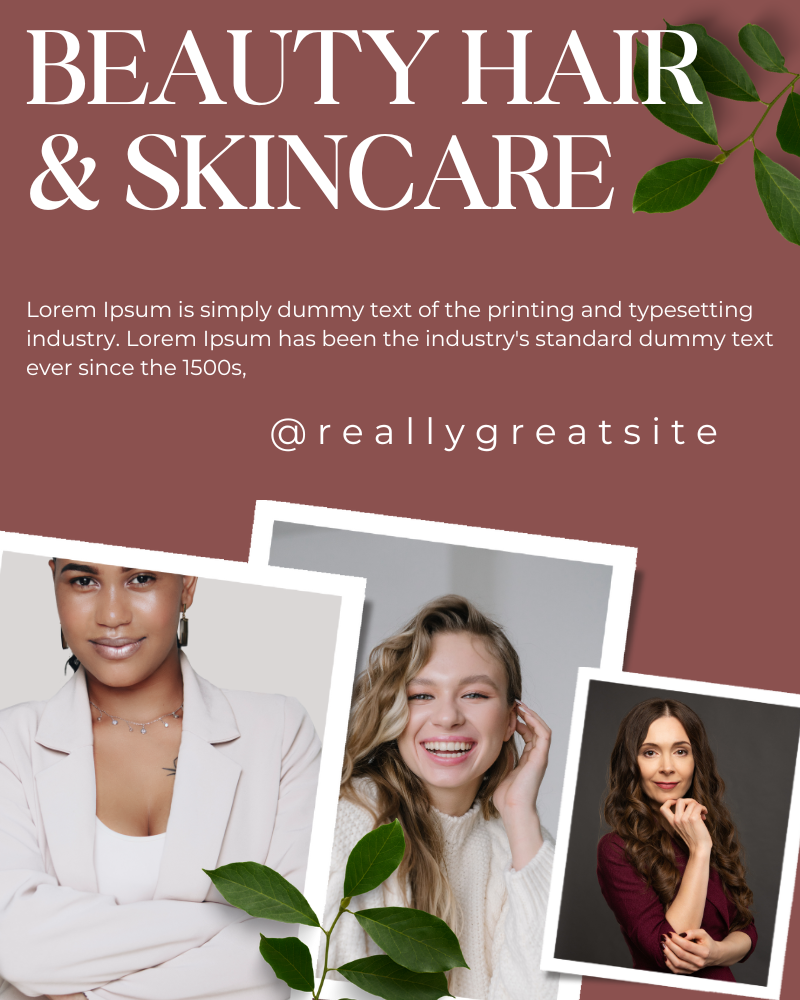 BEAUTY HAIR
& SKINCARE
Lorem Ipsum is simply dummy text of the printing and typesetting
industry. Lorem Ipsum has been the industry's standard dummy text
ever since the 1500s,
@reallygreatsite